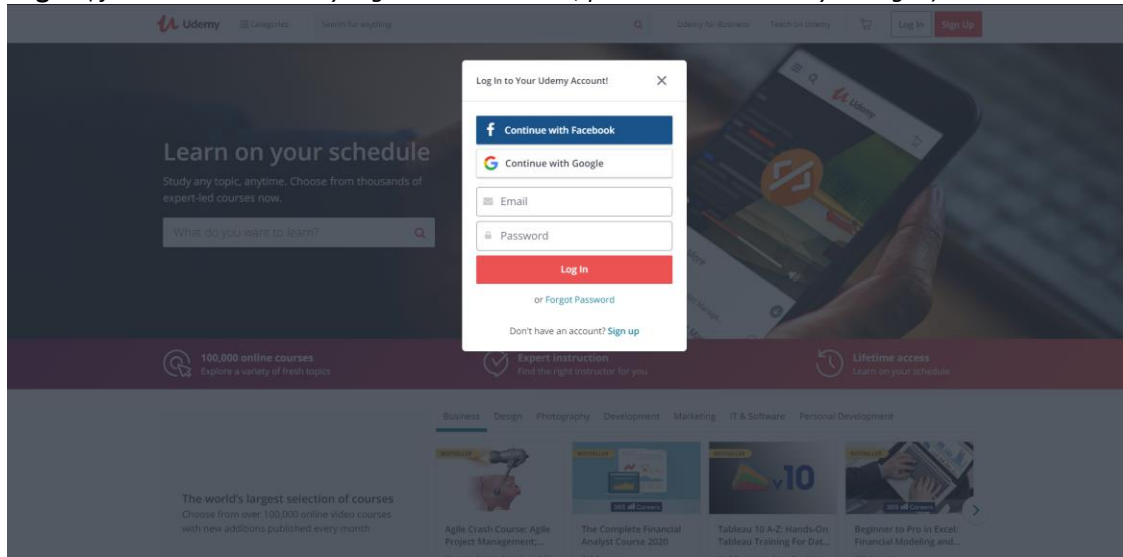 Udemy
Categories
Search for anything
Udemy for Business
Teach on Udemy
Log In
Sign Up
Log In to Your Udemy Account!
Continue with Facebook
Continue with Google
Email
Password
Log In
or Forgot Password
Don't have an account? Sign up
Learn on your schedule
Study any topic, anytime. Choose from thousands of
expert-led courses now.
What do you want to learn?
Udemy
100,000 online courses
Explore a variety of fresh topics
Expert instruction
Find the right instructor for you
Lifetime access
Learn on your schedule
Business Design Photography Development Marketing IT & Software Personal Development
The world's largest selection of courses
Choose from over 100,000 online video courses
with new additions published every month
BESTSELLER
Agile Crash Course: Agile
Project Management;...
BESTSELLER
365 Careers
The Complete Financial
Analyst Course 2020
BESTSELLER
v10
Tableau 10 A-Z: Hands-On
Tableau Training For Dat...
BESTSELLER
365 Careers
Beginner to Pro in Excel:
Financial Modeling and...